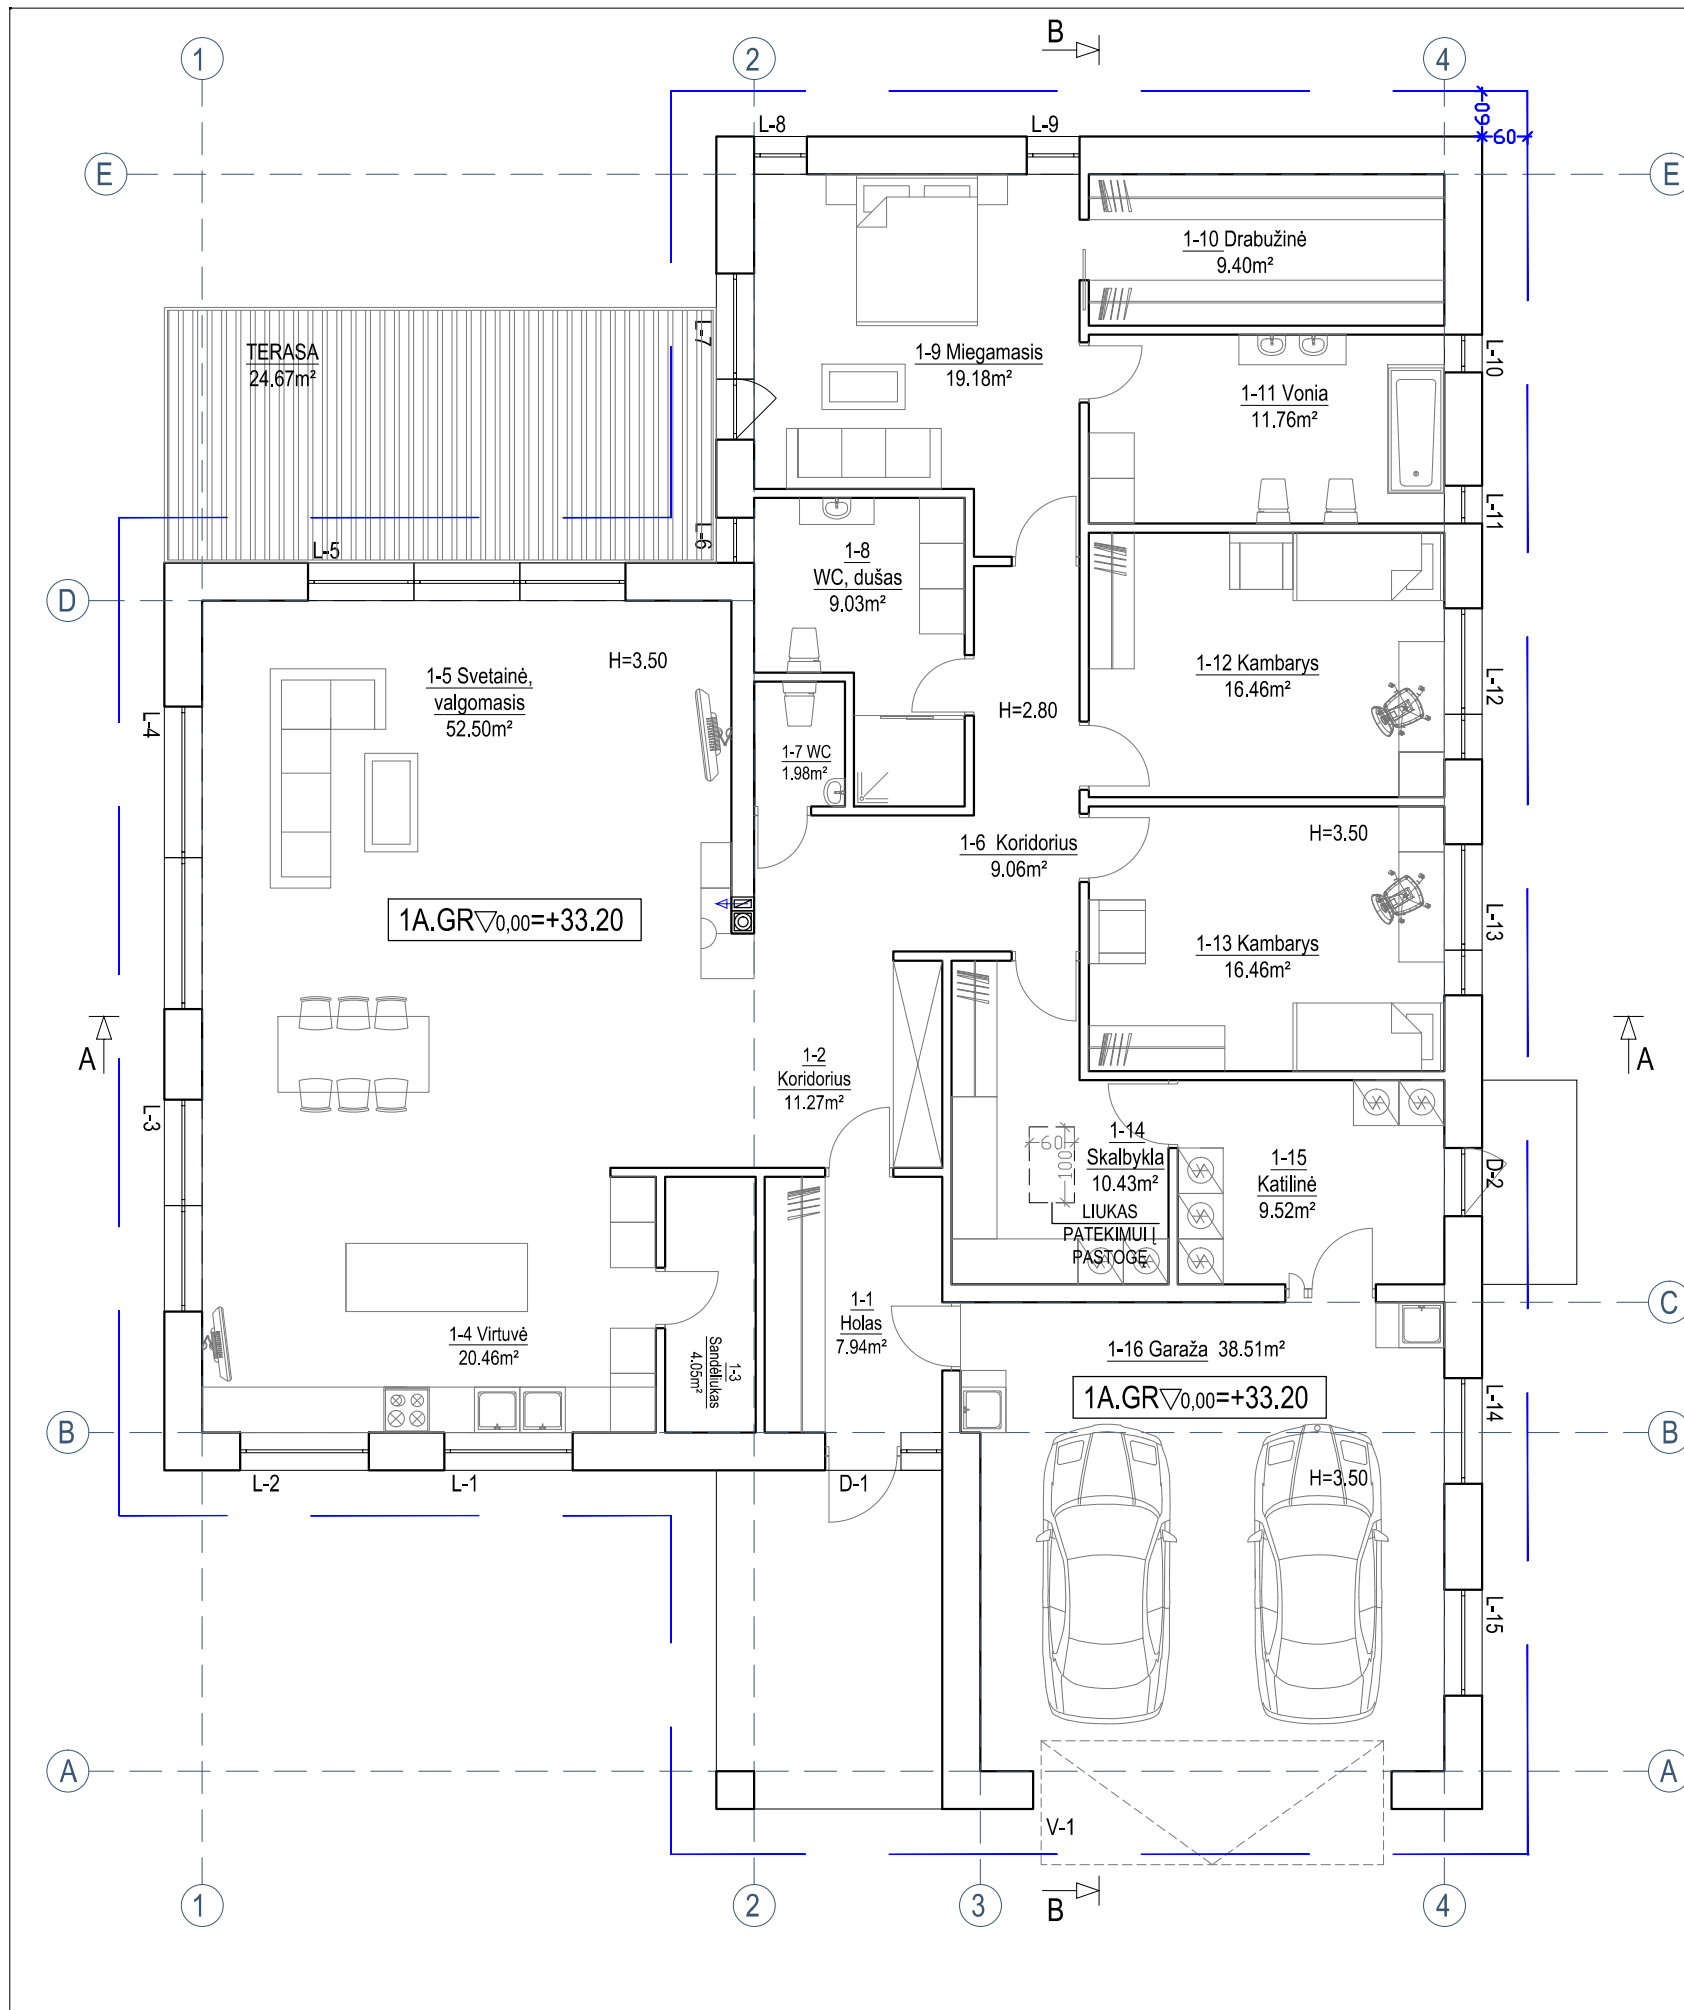 B
1
2
4
60
60
L-8
L-9
E
E
1-10 Drabužinė
9.40m²
TERASA
24.67m²
L-7
1-9 Miegamasis
19.18m²
L-10
1-11 Vonia
11.76m²
L-11
L-6
L-5
1-8
WC, dušas
9.03m²
D
H=3.50
1-5 Svetainė,
valgomasis
52.50m²
1-12 Kambarys
16.46m²
L-12
L-4
H=2.80
1-7 WC
1.98m²
H=3.50
1-6 Koridorius
9.06m²
1A.GR▽0,00=+33.20
L-13
1-13 Kambarys
16.46m²
A
A
1-2
Koridorius
11.27m²
L-3
60
100
1-14
Skalbykla
10.43m²
LIUKAS
PATEKIMUI Į
PASTOGĘ
1-15
Katilinė
9.52m²
D-2
1-1
Holas
7.94m²
C
1-4 Virtuvė
20.46m²
1-3
Sandėliukas
4.05m²
1-16 Garaža 38.51m²
1A.GR▽0,00=+33.20
L-14
B
B
H=3.50
L-2
L-1
D-1
L-15
A
A
V-1
1
2
3
B
4